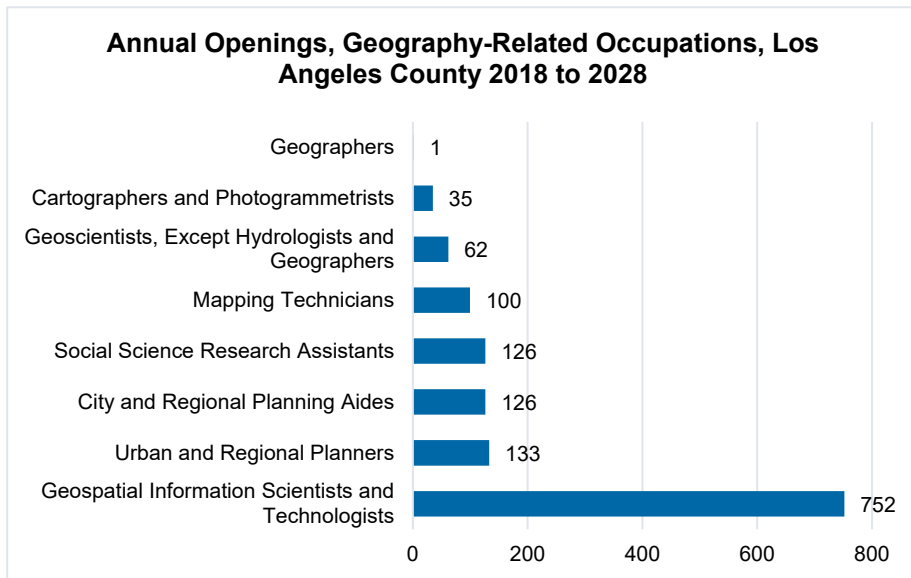 Annual Openings, Geography-Related Occupations, Los
Angeles County 2018 to 2028
Geographers
1
Cartographers and Photogrammetrists
35
Geoscientists, Except Hydrologists and
Geographers
62
Mapping Technicians
100
Social Science Research Assistants
126
City and Regional Planning Aides
126
Urban and Regional Planners
133
Geospatial Information Scientists and
Technologists
752
0 200 400 600 800